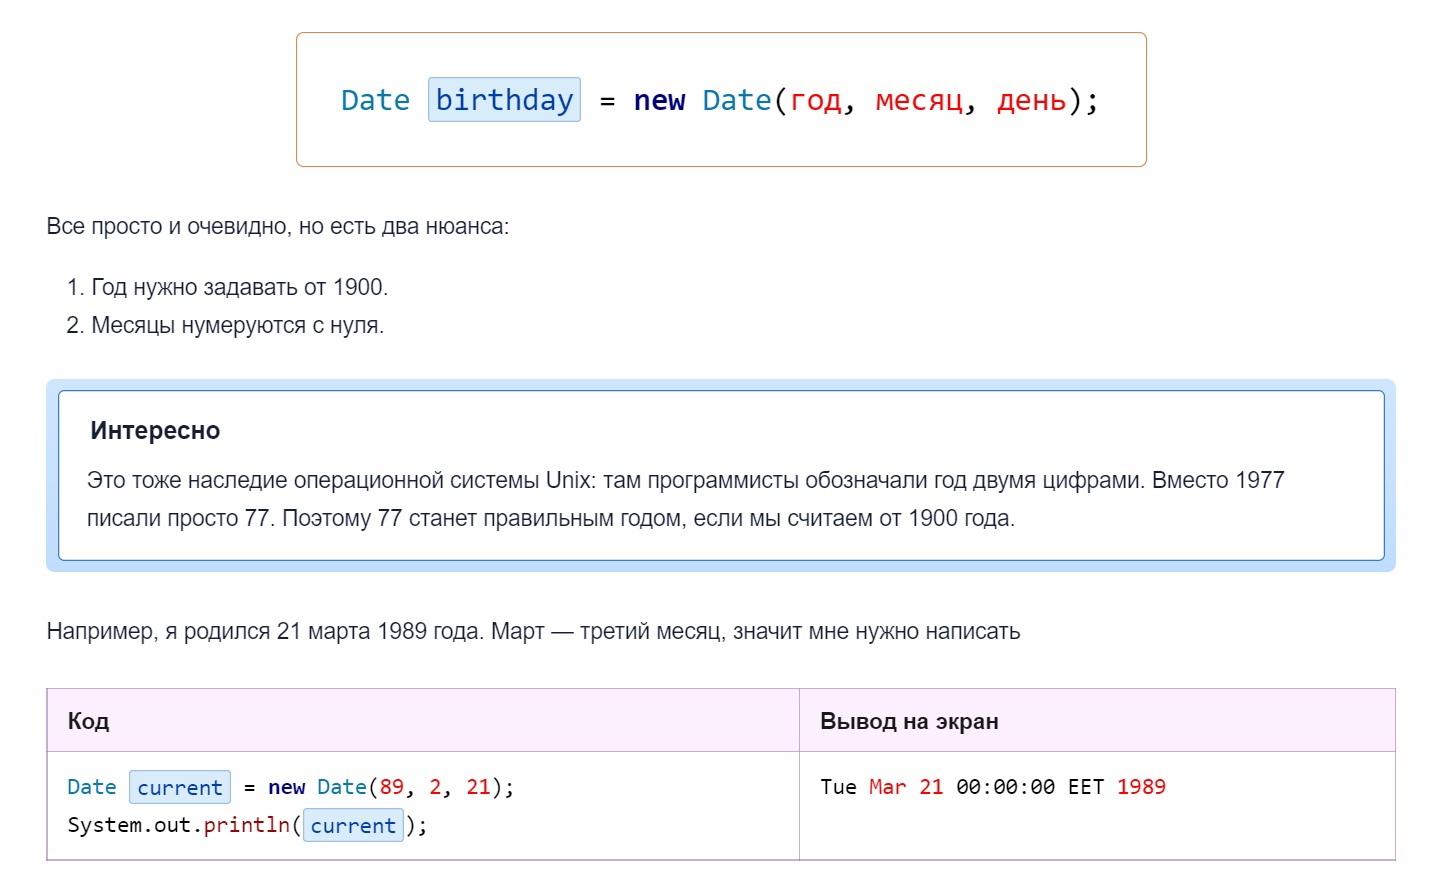 Date birthday = new Date(год, месяц, день);
Все просто и очевидно, но есть два нюанса:
1. Год нужно задавать от 1900.
2. Месяцы нумеруются с нуля.
Интересно
Это тоже наследие операционной системы Unix: там программисты обозначали год двумя цифрами. Вместо 1977
писали просто 77. Поэтому 77 станет правильным годом, если мы считаем от 1900 года.
Например, я родился 21 марта 1989 года. Март — третий месяц, значит мне нужно написать
Код
Вывод на экран
Date current = new Date(89, 2, 21);
System.out.println(current);
Tue Mar 21 00:00:00 EET 1989